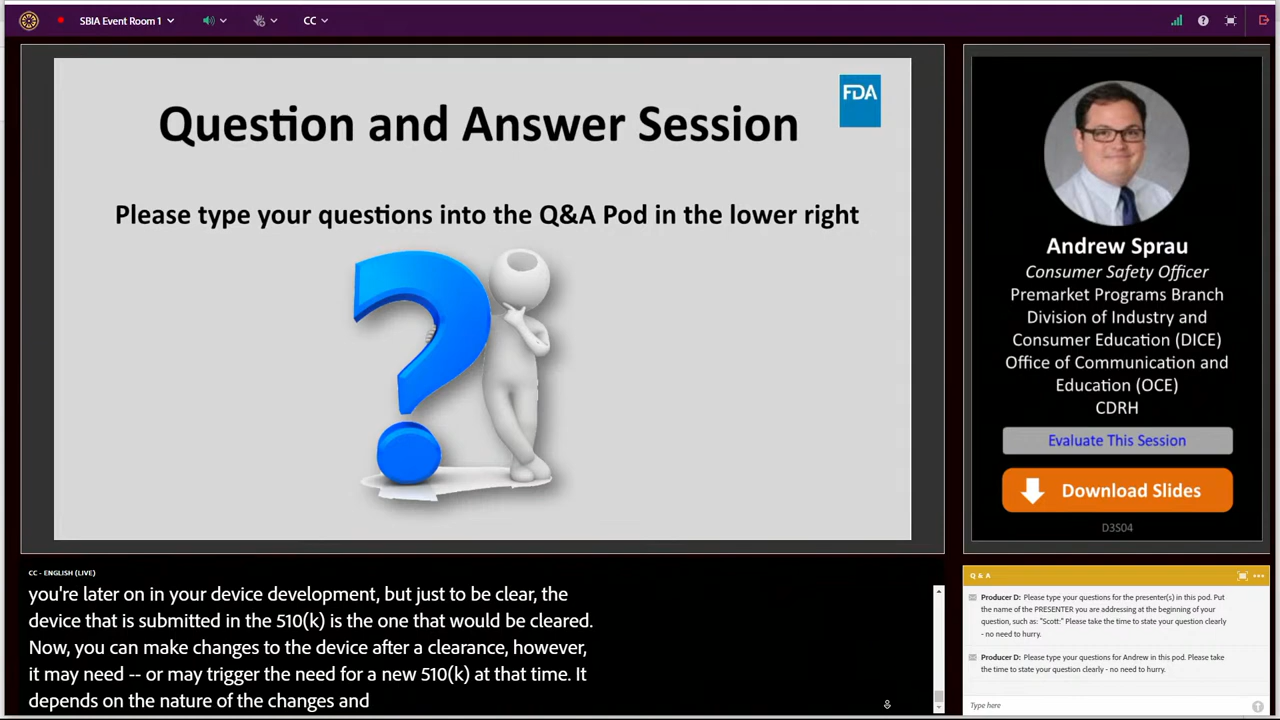 SBIA Event Room 1
CC
Question and Answer Session
FDA
Please type your questions into the Q&A Pod in the lower right
Andrew Sprau
Consumer Safety Officer
Premarket Programs Branch
Division of Industry and
Consumer Education (DICE)
Office of Communication and
Education (OCE)
CDRH
Evaluate This Session
Download Slides
D3S04
CC - ENGLISH (LIVE)
you're later on in your device development, but just to be clear, the
device that is submitted in the 510(k) is the one that would be cleared.
Now, you can make changes to the device after a clearance, however,
it may need -- or may trigger the need for a new 510(k) at that time. It
depends on the nature of the changes and
Q & A
Producer D: Please type your questions for the presenter(s) in this pod. Put
the name of the PRESENTER you are addressing at the beginning of your
question, such as: "Scott:" Please take the time to state your question clearly
- no need to hurry.
Producer D: Please type your questions for Andrew in this pod. Please take
the time to state your question clearly - no need to hurry.
Type here